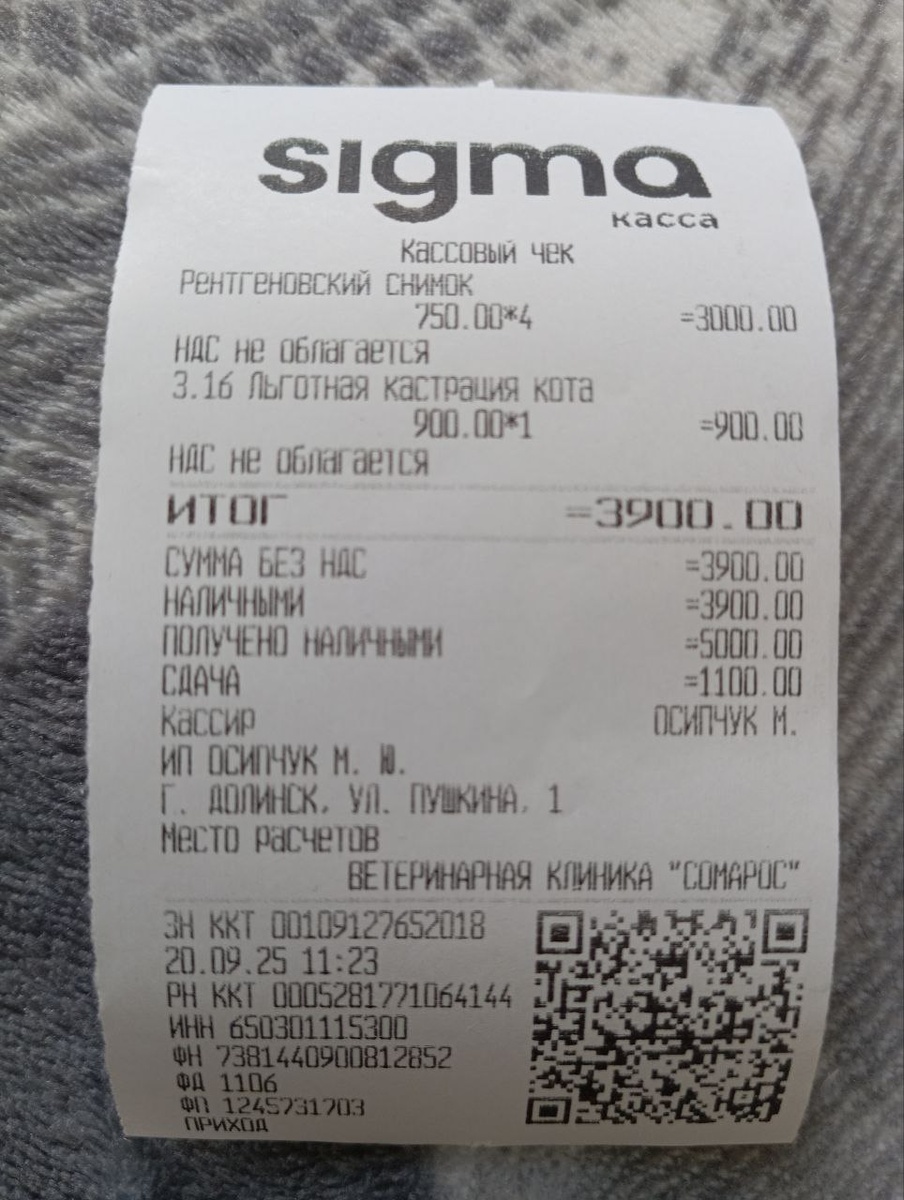 sigma
касса
Кассовый чек
Рентгеновский снимок
750.00*4 =3000.00
НДС не облагается
3.16 Льготная кастрация кота
900.00*1 =900.00
НДС не облагается
ИТОГ =3900.00
СУММА БЕЗ НДС =3900.00
НАЛИЧНЫМИ =3900.00
ПОЛУЧЕНО НАЛИЧНЫМИ =5000.00
СДАЧА =1100.00
Кассир ОСИПЧУК М.
ИП ОСИПЧУК М. Ю.
Г. ДОЛИНСК, УЛ. ПУШКИНА, 1
Место расчетов
ВЕТЕРИНАРНАЯ КЛИНИКА "СОМАРОС"
ЗН ККТ 00109127652018
20.09.25 11:23
РН ККТ 0005281771064144
ИНН 650301115300
ФН 7381440900812852
ФД 1106
ФП 1245731703
ПРИХОД